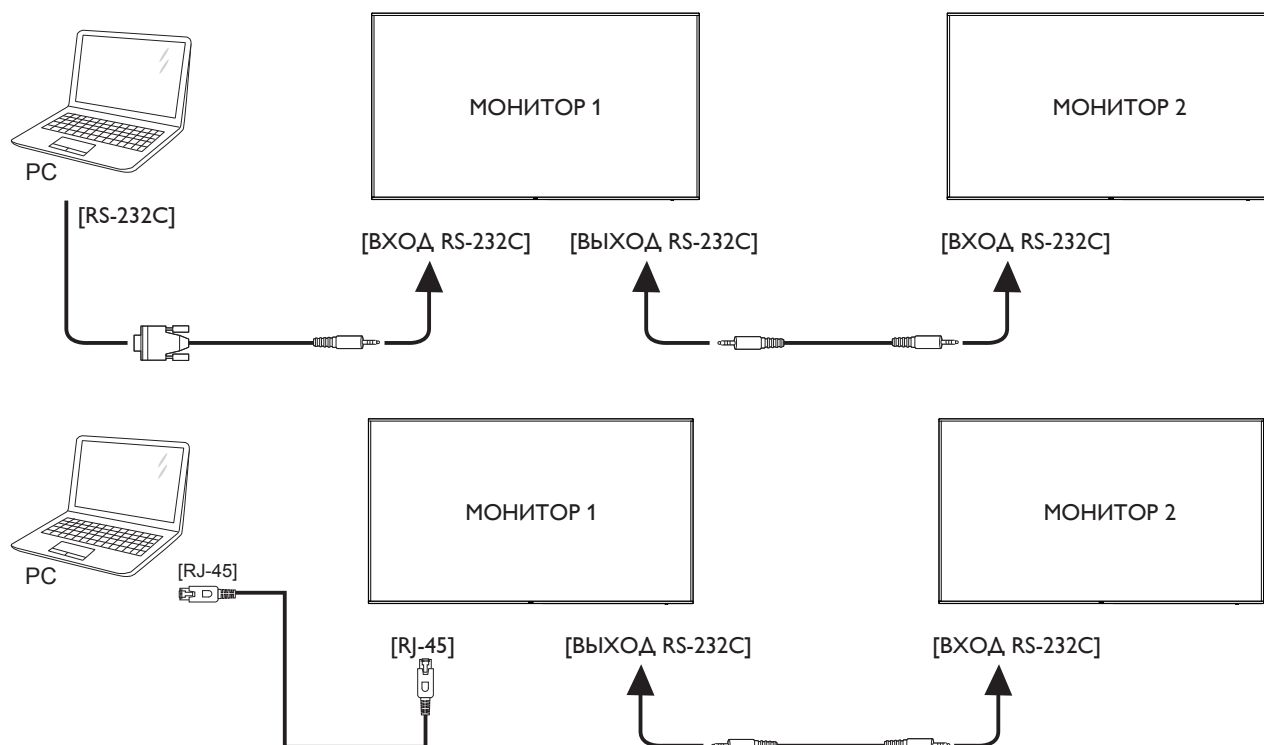 МОНИТОР 1
МОНИТОР 2
PC
[RS-232C]
[ВХОД RS-232C]
[ВЫХОД RS-232C]
[ВХОД RS-232C]
МОНИТОР 1
МОНИТОР 2
PC
[RJ-45]
[RJ-45]
[ВЫХОД RS-232C]
[ВХОД RS-232C]